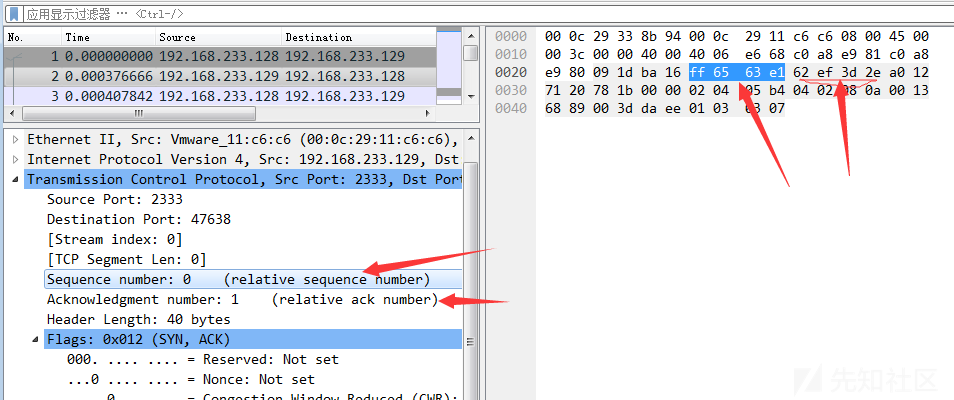 应用显示过滤器 … <Ctrl-/>
No. Time Source Destination
1 0.000000000 192.168.233.128 192.168.233.129
2 0.000376666 192.168.233.129 192.168.233.128
3 0.000407842 192.168.233.128 192.168.233.129
Ethernet II, Src: Vmware_11:c6:c6 (00:0c:29:11:c6:c6),
Internet Protocol Version 4, Src: 192.168.233.129, Dst
Transmission Control Protocol, Src Port: 2333, Dst Port
Source Port: 2333
Destination Port: 47638
[Stream index: 0]
[TCP Segment Len: 0]
Sequence number: 0 (relative sequence number)
Acknowledgment number: 1 (relative ack number)
Header Length: 40 bytes
Flags: 0x012 (SYN, ACK)
000. .... .... = Reserved: Not set
...0 .... .... = Nonce: Not set
.... 0... .... = Congestion Window Reduced (CWR):
0000 00 0c 29 33 8b 94 00 0c 29 11 c6 c6 08 00 45 00
0010 00 3c 00 00 40 00 40 06 e6 68 c0 a8 e9 81 c0 a8
0020 e9 80 09 1d ba 16 ff 65 63 e1 62 ef 3d 2e a0 12
0030 71 20 78 1b 00 00 02 04 05 b4 04 02 08 0a 00 13
0040 68 89 00 3d da ee 01 03 03 07
先知社区